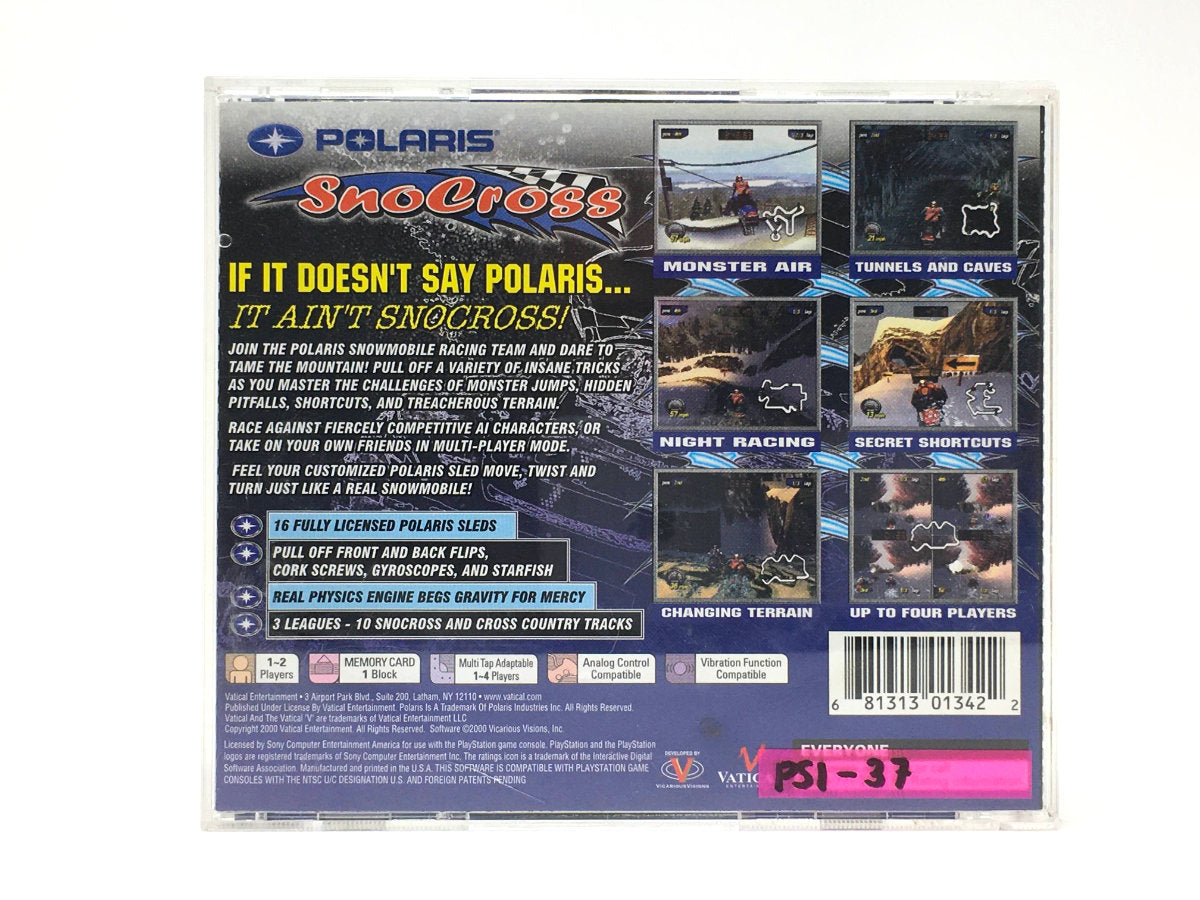 POLARIS
SnoCross
IF IT DOESN'T SAY POLARIS...
IT AIN'T SNOCROSS!
JOIN THE POLARIS SNOWMOBILE RACING TEAM AND DARE TO
TAME THE MOUNTAIN! PULL OFF A VARIETY OF INSANE TRICKS
AS YOU MASTER THE CHALLENGES OF MONSTER JUMPS, HIDDEN
PITFALLS, SHORTCUTS, AND TREACHEROUS TERRAIN.
RACE AGAINST FIERCELY COMPETITIVE AI CHARACTERS, OR
TAKE ON YOUR OWN FRIENDS IN MULTI-PLAYER MODE.
FEEL YOUR CUSTOMIZED POLARIS SLED MOVE, TWIST AND
TURN JUST LIKE A REAL SNOWMOBILE!
16 FULLY LICENSED POLARIS SLEDS
PULL OFF FRONT AND BACK FLIPS,
CORK SCREWS, GYROSCOPES, AND STARFISH
REAL PHYSICS ENGINE BEGS GRAVITY FOR MERCY
3 LEAGUES - 10 SNOCROSS AND CROSS COUNTRY TRACKS
MONSTER AIR
TUNNELS AND CAVES
NIGHT RACING
SECRET SHORTCUTS
CHANGING TERRAIN
UP TO FOUR PLAYERS
1~2
Players
MEMORY CARD
1 Block
Multi Tap Adaptable
1~4 Players
Analog Control
Compatible
Vibration Function
Compatible
Vatical Entertainment • 3 Airport Park Blvd., Suite 200, Latham, NY 12110 • www.vatical.com
Published Under License By Vatical Entertainment. Polaris Is A Trademark Of Polaris Industries Inc. All Rights Reserved.
Vatical And The Vatical "V" are trademarks of Vatical Entertainment LLC
Copyright 2000 Vatical Entertainment. All Rights Reserved. Software ©2000 Vicarious Visions, Inc.
Licensed by Sony Computer Entertainment America for use with the PlayStation game console. PlayStation and the PlayStation
logos are registered trademarks of Sony Computer Entertainment Inc. The ratings icon is a trademark of the Interactive Digital
Software Association. Manufactured and printed in the U.S.A. THIS SOFTWARE IS COMPATIBLE WITH PLAYSTATION GAME
CONSOLES WITH THE NTSC U/C DESIGNATION U.S. AND FOREIGN PATENTS PENDING
6 81313 01342 2
DEVELOPED BY
VICARIOUSVISIONS
EVERYONE
PS1-37